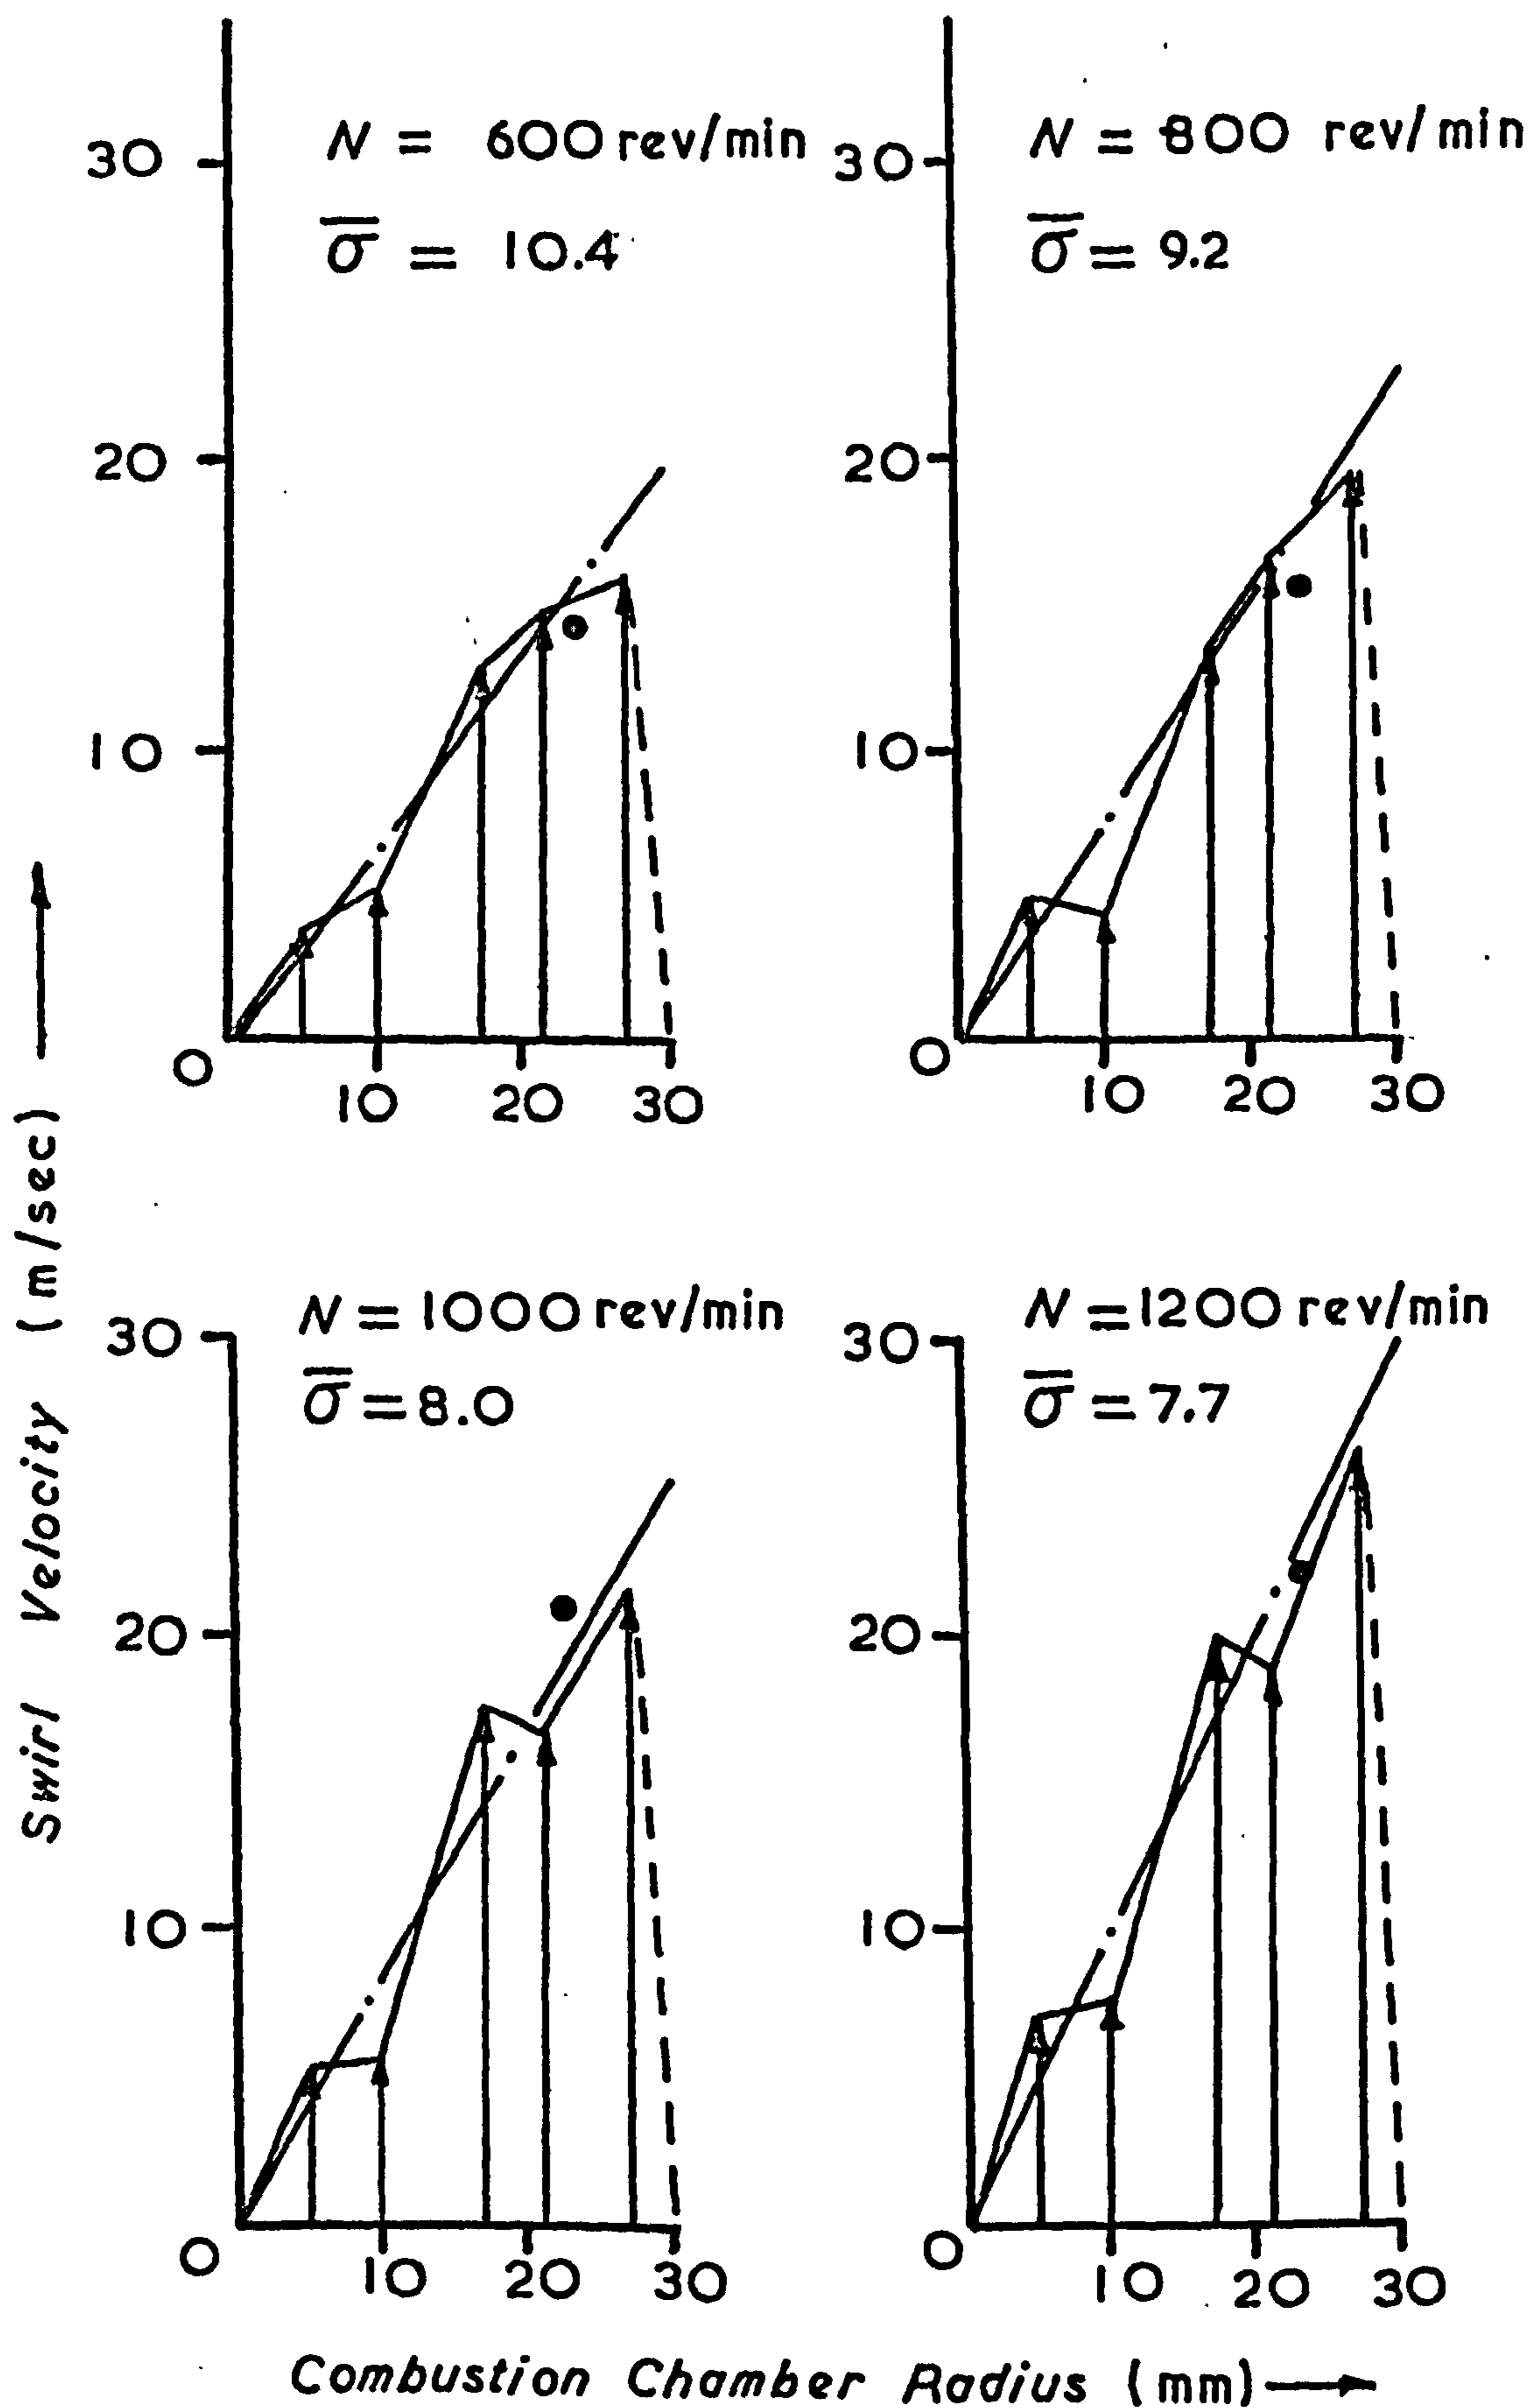 N = 600 rev/min
σ̅ = 10.4
30
20
10
0
10 20 30
N = 800 rev/min
σ̅ = 9.2
30
20
10
0
10 20 30
N = 1000 rev/min
σ̅ = 8.0
30
20
10
0
10 20 30
N = 1200 rev/min
σ̅ = 7.7
30
20
10
0
10 20 30
Swirl Velocity (m/sec)
Combustion Chamber Radius (mm)